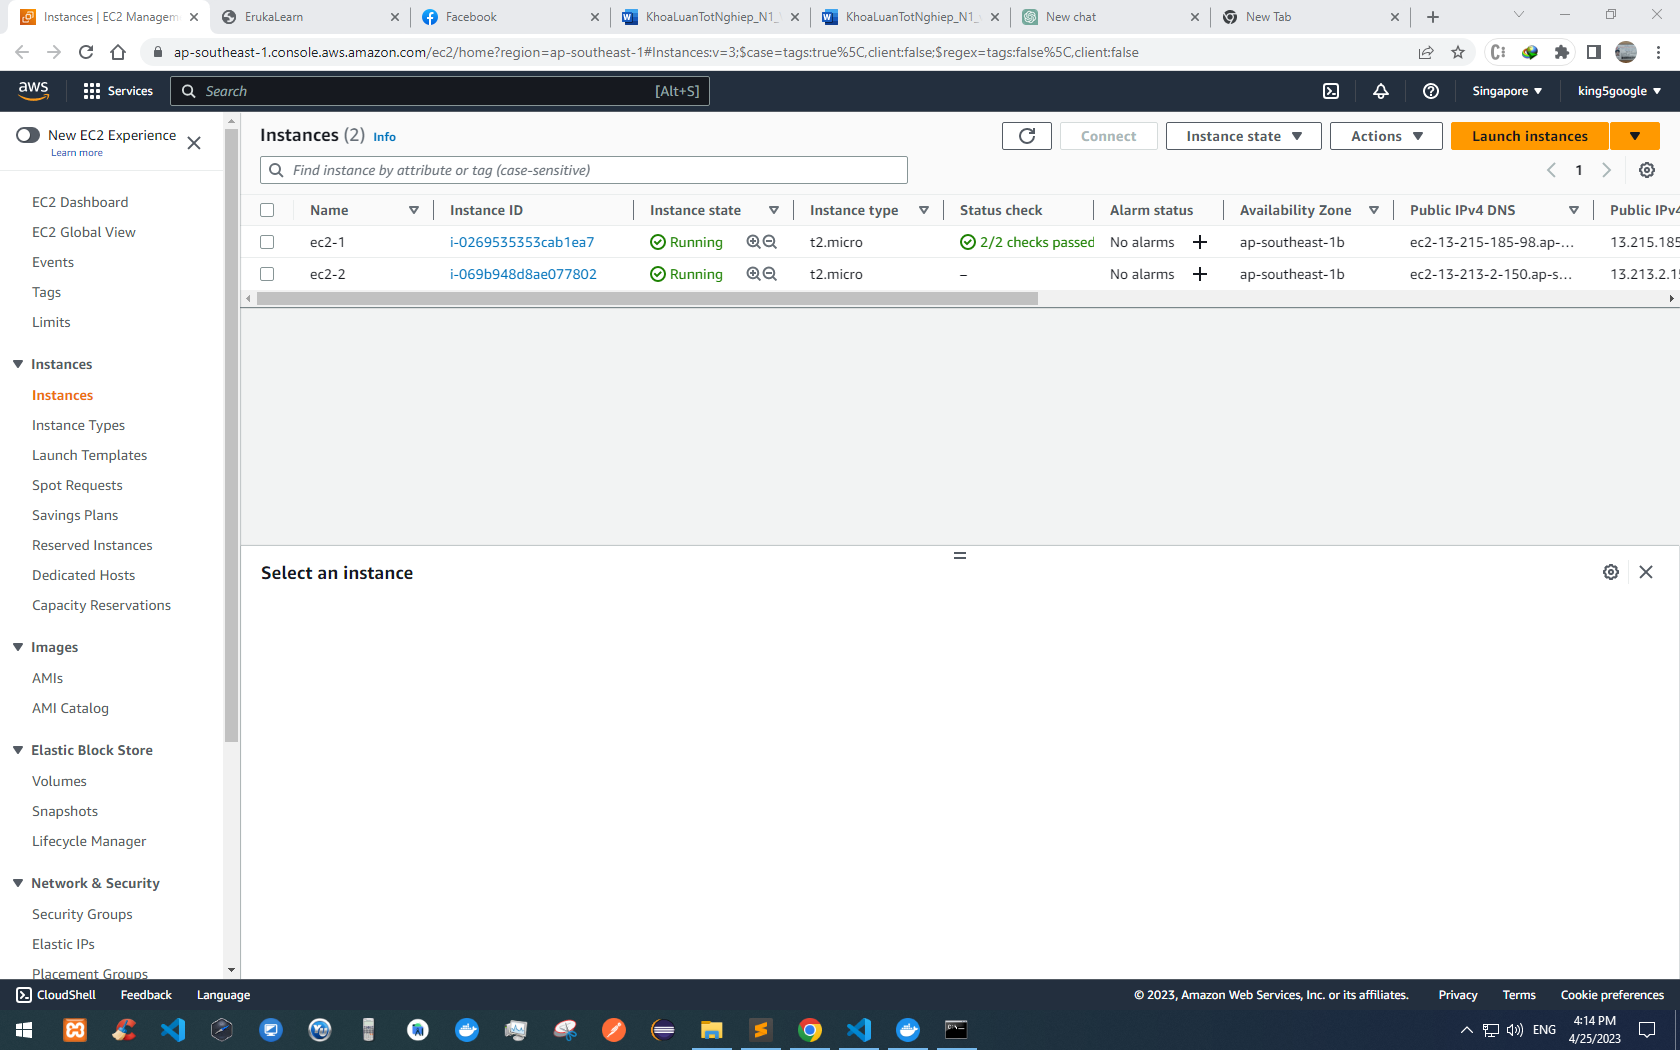 Instances | EC2 Managem
ErukaLearn
Facebook
KhoaLuanTotNghiep_N1_
KhoaLuanTotNghiep_N1_
New chat
New Tab
ap-southeast-1.console.aws.amazon.com/ec2/home?region=ap-southeast-1#Instances:v=3;$case=tags:true%5C,client:false;$regex=tags:false%5C,client:false
aws
Services
Search
[Alt+S]
Singapore
king5google
New EC2 Experience
Learn more
EC2 Dashboard
EC2 Global View
Events
Tags
Limits
Instances
Instances
Instance Types
Launch Templates
Spot Requests
Savings Plans
Reserved Instances
Dedicated Hosts
Capacity Reservations
Images
AMIs
AMI Catalog
Elastic Block Store
Volumes
Snapshots
Lifecycle Manager
Network & Security
Security Groups
Elastic IPs
Placement Groups
Instances (2) Info
Connect
Instance state
Actions
Launch instances
Find instance by attribute or tag (case-sensitive)
1
Name Instance ID Instance state Instance type Status check Alarm status Availability Zone Public IPv4 DNS Public IPv4
ec2-1 i-0269535353cab1ea7 Running t2.micro 2/2 checks passed No alarms + ap-southeast-1b ec2-13-215-185-98.ap-... 13.215.185
ec2-2 i-069b948d8ae077802 Running t2.micro – No alarms + ap-southeast-1b ec2-13-213-2-150.ap-s... 13.213.2.15
Select an instance
CloudShell
Feedback
Language
© 2023, Amazon Web Services, Inc. or its affiliates.
Privacy
Terms
Cookie preferences
ENG
4:14 PM
4/25/2023